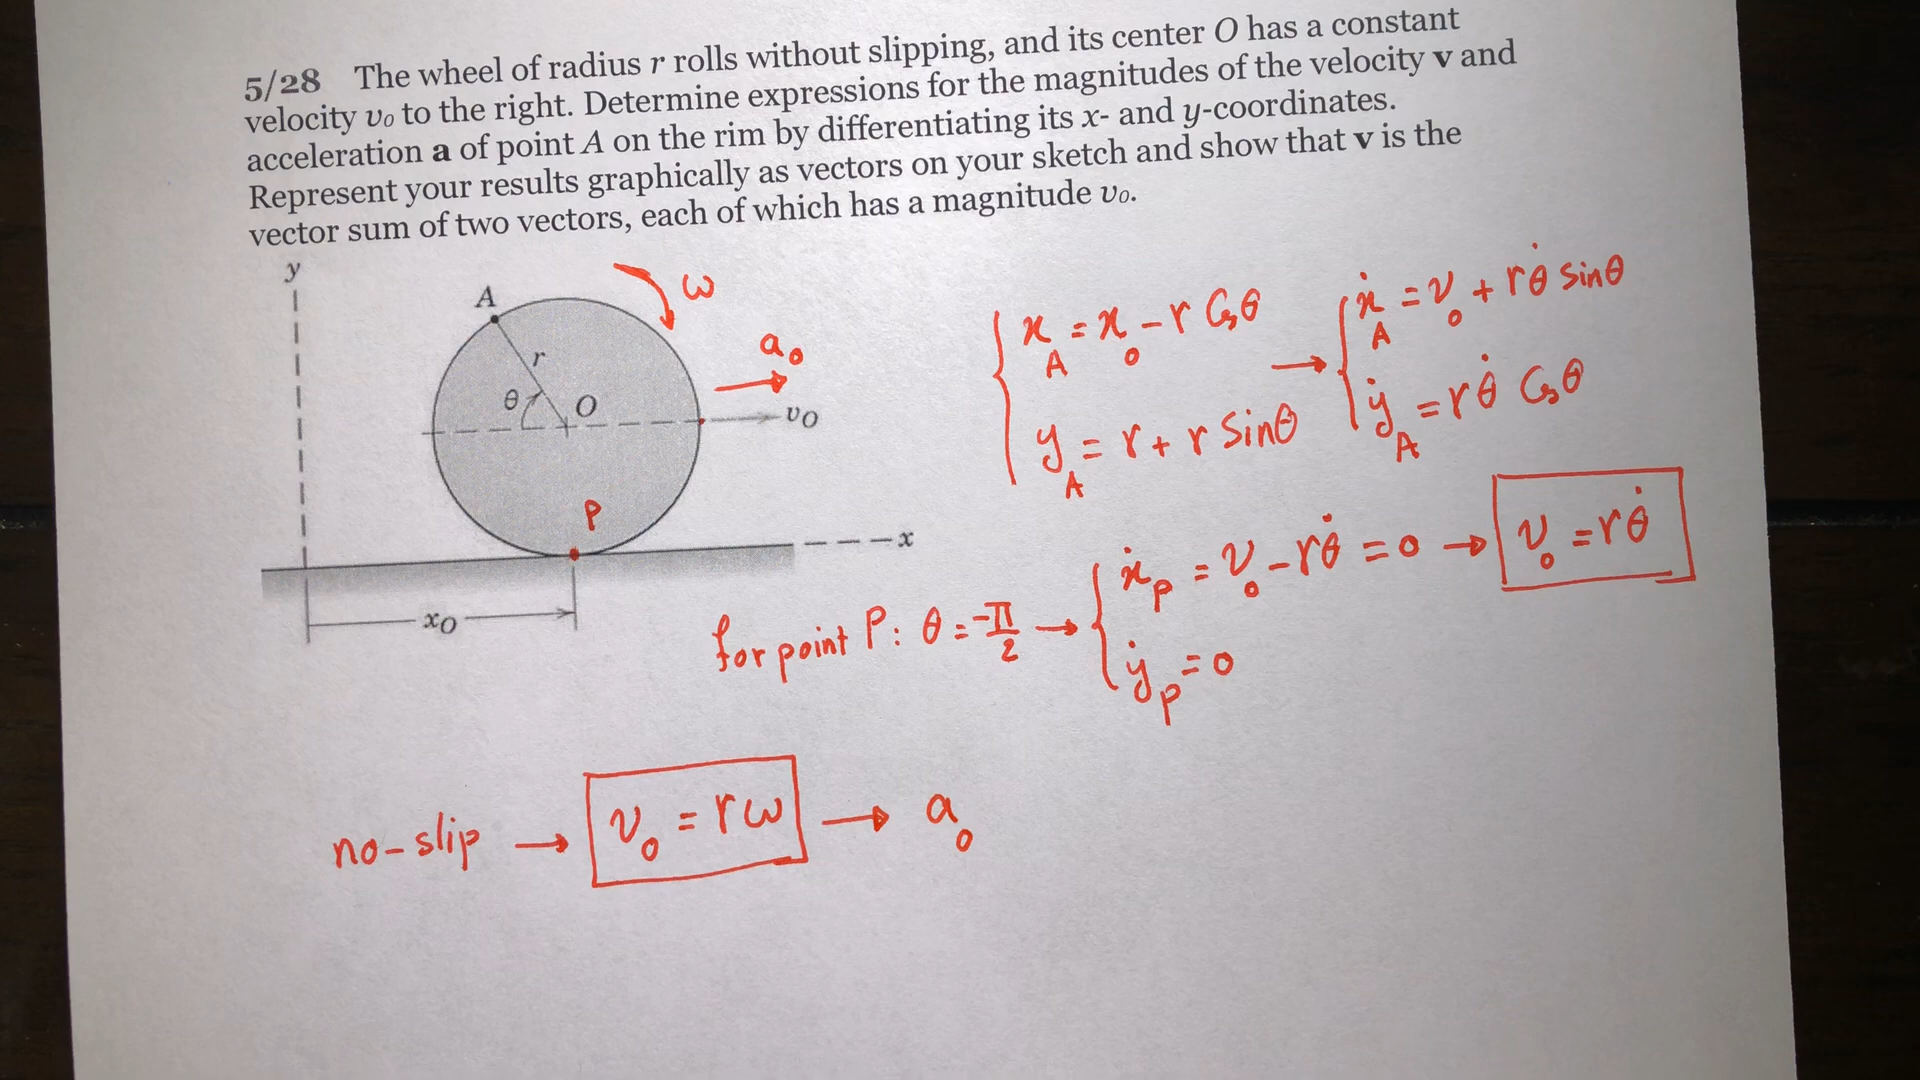 5/28 The wheel of radius r rolls without slipping, and its center O has a constant
velocity vO to the right. Determine expressions for the magnitudes of the velocity v and
acceleration a of point A on the rim by differentiating its x- and y-coordinates.
Represent your results graphically as vectors on your sketch and show that v is the
vector sum of two vectors, each of which has a magnitude vO.
y
A
ω
r
a₀
θ
O
vO
P
x
xO
x_A = x₀ − r Cosθ
y_A = r + r Sinθ
→
ẋ_A = v₀ + rθ̇ Sinθ
ẏ_A = rθ̇ Cosθ
for point P: θ = −π/2 →
ẋ_P = v₀ − rθ̇ = 0 → v₀ = rθ̇
ẏ_P = 0
no-slip → v₀ = rω → a₀